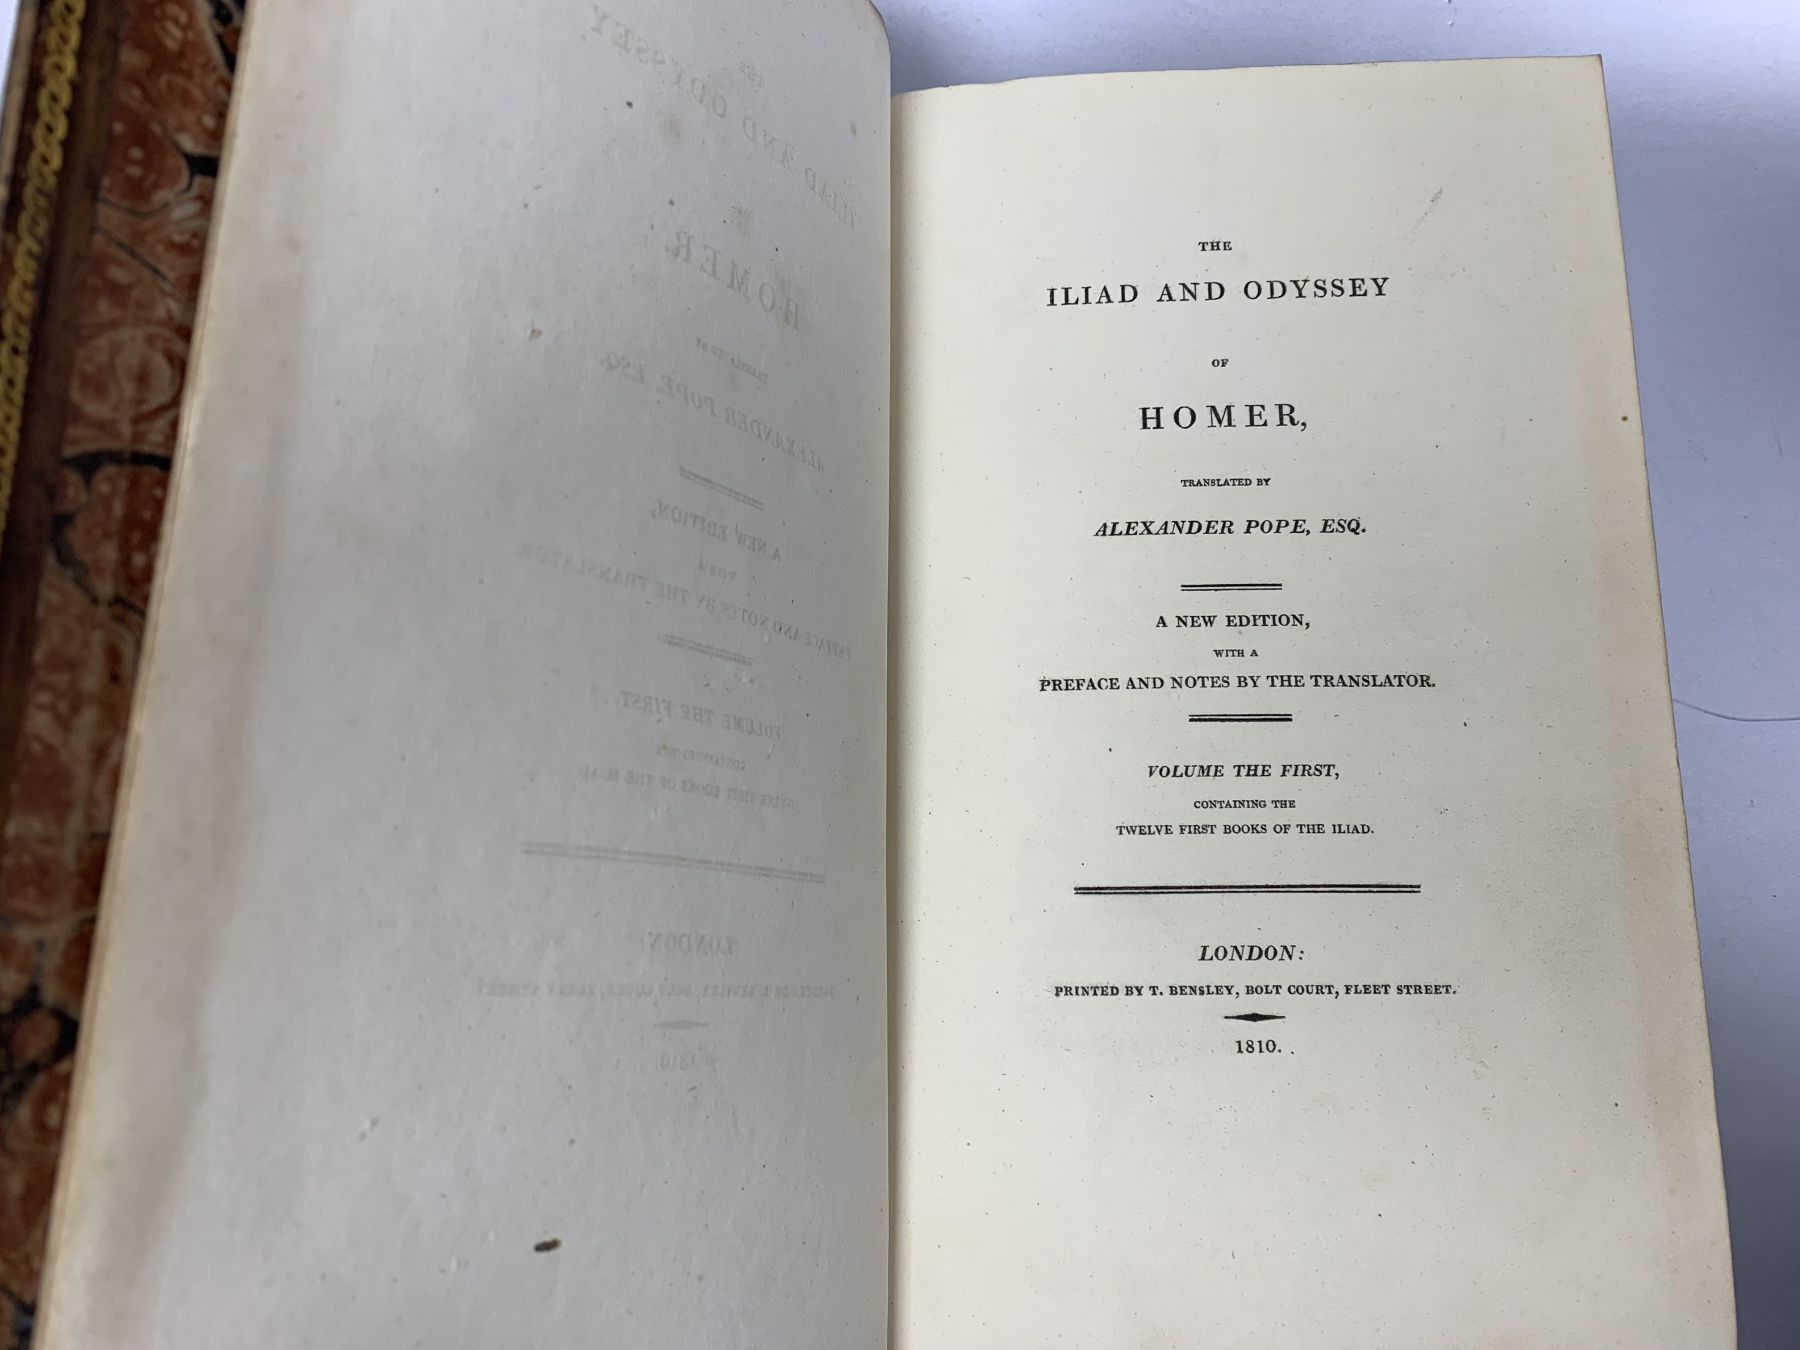 THE
ILIAD AND ODYSSEY
OF
HOMER,
TRANSLATED BY
ALEXANDER POPE, ESQ.
A NEW EDITION,
WITH A
PREFACE AND NOTES BY THE TRANSLATOR.
VOLUME THE FIRST,
CONTAINING THE
TWELVE FIRST BOOKS OF THE ILIAD.
LONDON:
PRINTED BY T. BENSLEY, BOLT COURT, FLEET STREET.
1810.